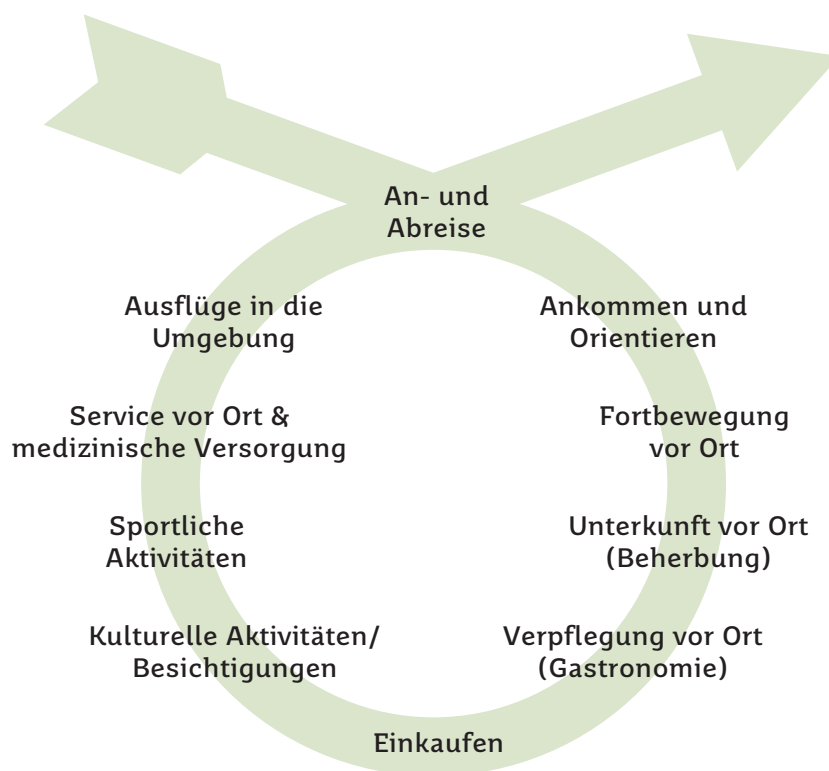 An- und
Abreise
Ankommen und
Orientieren
Fortbewegung
vor Ort
Unterkunft vor Ort
(Beherbung)
Verpflegung vor Ort
(Gastronomie)
Einkaufen
Kulturelle Aktivitäten/
Besichtigungen
Sportliche
Aktivitäten
Service vor Ort &
medizinische Versorgung
Ausflüge in die
Umgebung